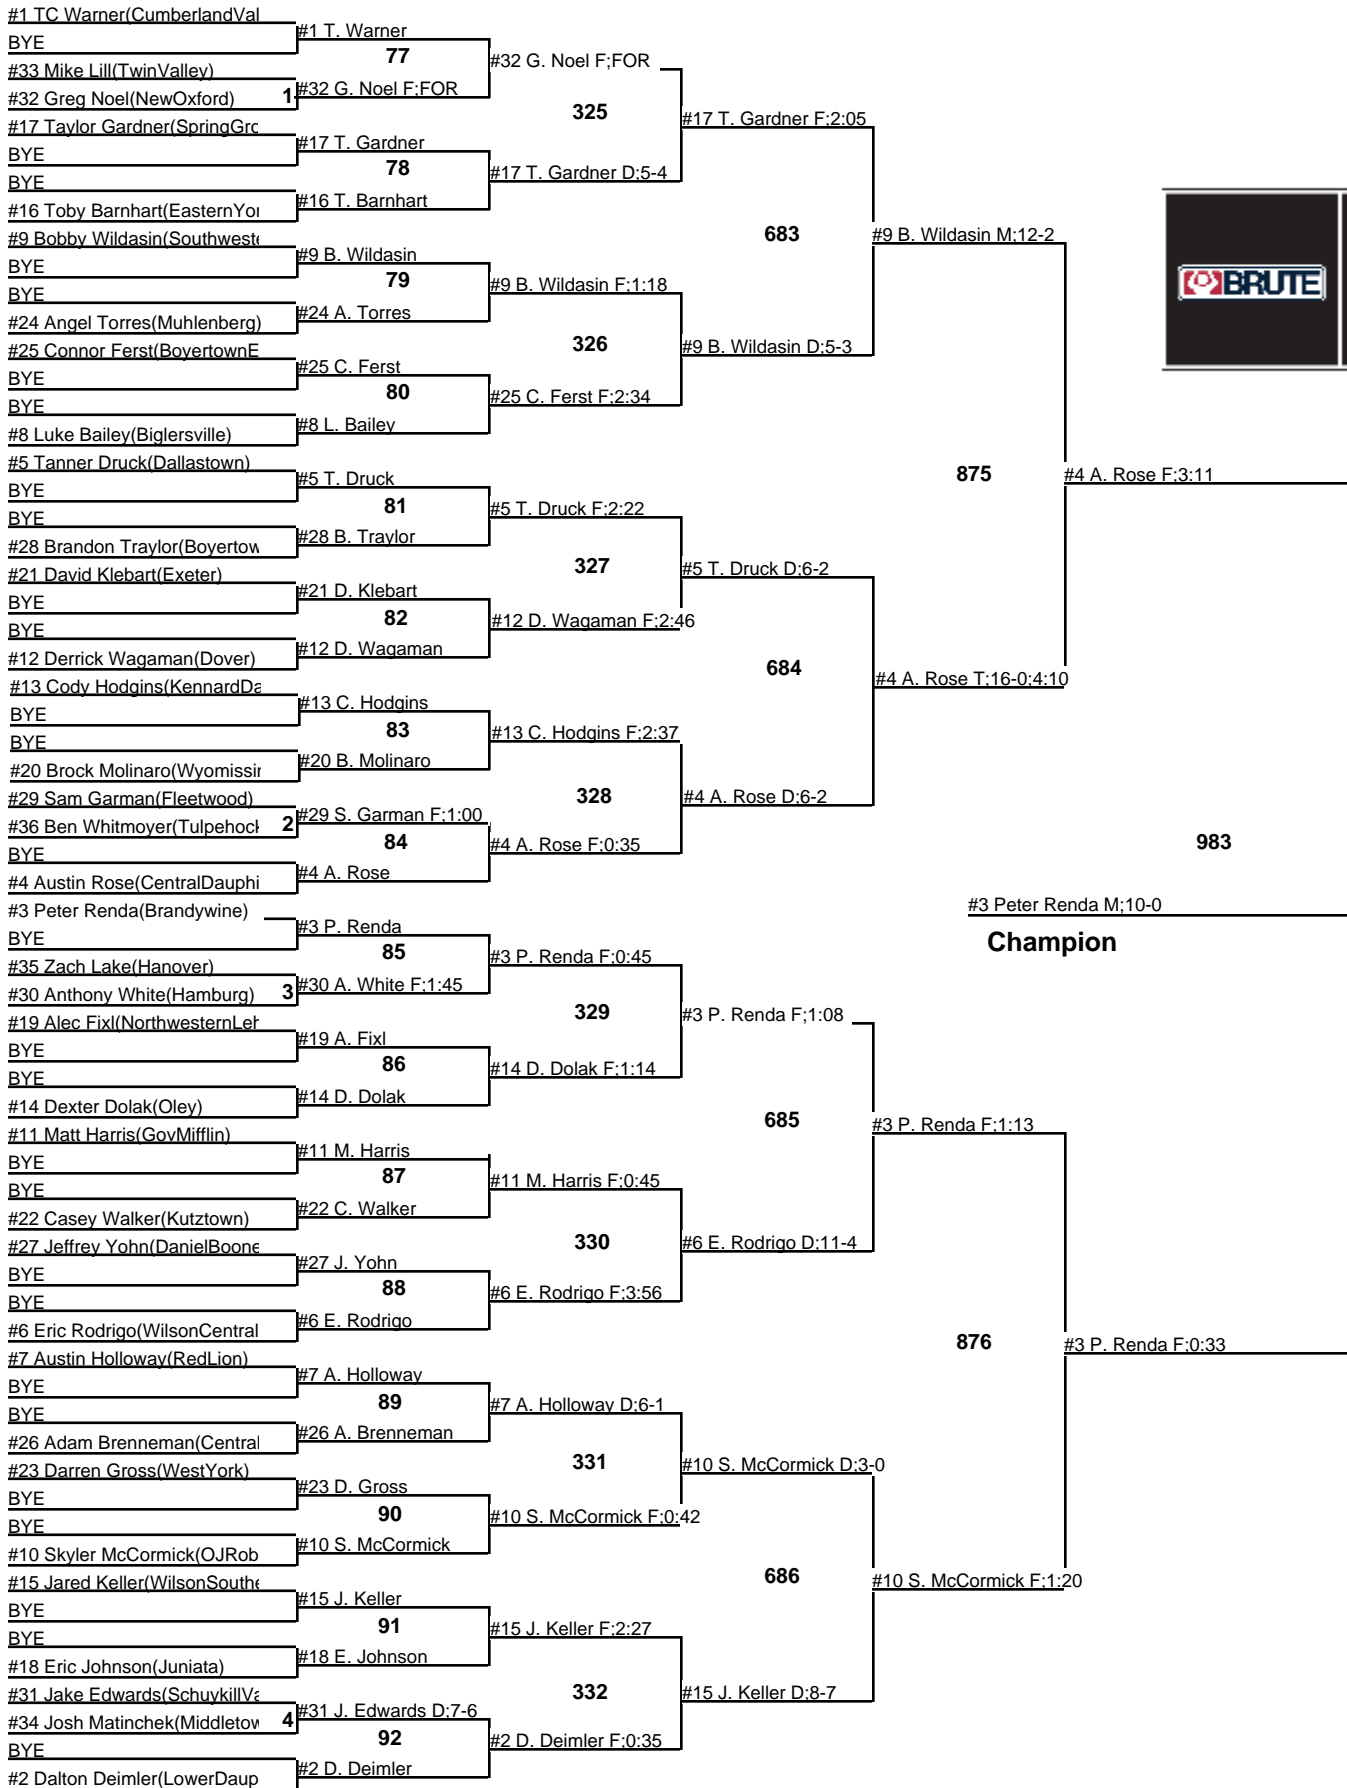 #1 TC Warner(CumberlandVal
BYE
#33 Mike Lill(TwinValley)
#32 Greg Noel(NewOxford) 1
#17 Taylor Gardner(SpringGro
BYE
BYE
#16 Toby Barnhart(EasternYor
#9 Bobby Wildasin(Southweste
BYE
BYE
#24 Angel Torres(Muhlenberg)
#25 Connor Ferst(BoyertownE
BYE
BYE
#8 Luke Bailey(Biglersville)
#5 Tanner Druck(Dallastown)
BYE
BYE
#28 Brandon Traylor(Boyertow
#21 David Klebart(Exeter)
BYE
BYE
#12 Derrick Wagaman(Dover)
#13 Cody Hodgins(KennardDa
BYE
BYE
#20 Brock Molinaro(Wyomissin
#29 Sam Garman(Fleetwood)
#36 Ben Whitmoyer(Tulpehock 2
BYE
#4 Austin Rose(CentralDauphi
#3 Peter Renda(Brandywine)
BYE
#35 Zach Lake(Hanover)
#30 Anthony White(Hamburg) 3
#19 Alec Fixl(NorthwesternLeh
BYE
BYE
#14 Dexter Dolak(Oley)
#11 Matt Harris(GovMifflin)
BYE
BYE
#22 Casey Walker(Kutztown)
#27 Jeffrey Yohn(DanielBoone
BYE
BYE
#6 Eric Rodrigo(WilsonCentral
#7 Austin Holloway(RedLion)
BYE
BYE
#26 Adam Brenneman(Central
#23 Darren Gross(WestYork)
BYE
BYE
#10 Skyler McCormick(OJRob
#15 Jared Keller(WilsonSouthe
BYE
BYE
#18 Eric Johnson(Juniata)
#31 Jake Edwards(SchuykillVa
#34 Josh Matinchek(Middletow 4
BYE
#2 Dalton Deimler(LowerDaup
#1 T. Warner
77
#32 G. Noel F;FOR
#17 T. Gardner
78
#16 T. Barnhart
#9 B. Wildasin
79
#24 A. Torres
#25 C. Ferst
80
#8 L. Bailey
#5 T. Druck
81
#28 B. Traylor
#21 D. Klebart
82
#12 D. Wagaman
#13 C. Hodgins
83
#20 B. Molinaro
#29 S. Garman F;1:00
84
#4 A. Rose
#3 P. Renda
85
#30 A. White F;1:45
#19 A. Fixl
86
#14 D. Dolak
#11 M. Harris
87
#22 C. Walker
#27 J. Yohn
88
#6 E. Rodrigo
#7 A. Holloway
89
#26 A. Brenneman
#23 D. Gross
90
#10 S. McCormick
#15 J. Keller
91
#18 E. Johnson
#31 J. Edwards D;7-6
92
#2 D. Deimler
#32 G. Noel F;FOR
325
#17 T. Gardner D;5-4
#9 B. Wildasin F;1:18
326
#25 C. Ferst F;2:34
#5 T. Druck F;2:22
327
#12 D. Wagaman F;2:46
#13 C. Hodgins F;2:37
328
#4 A. Rose F;0:35
#3 P. Renda F;0:45
329
#14 D. Dolak F;1:14
#11 M. Harris F;0:45
330
#6 E. Rodrigo F;3:56
#7 A. Holloway D;6-1
331
#10 S. McCormick F;0:42
#15 J. Keller F;2:27
332
#2 D. Deimler F;0:35
#17 T. Gardner F;2:05
683
#9 B. Wildasin D;5-3
#5 T. Druck D;6-2
684
#4 A. Rose D;6-2
#3 P. Renda F;1:08
685
#6 E. Rodrigo D;11-4
#10 S. McCormick D;3-0
686
#15 J. Keller D;8-7
#9 B. Wildasin M;12-2
875
#4 A. Rose T;16-0;4:10
#3 P. Renda F;1:13
876
#10 S. McCormick F;1:20
BRUTE
#4 A. Rose F;3:11
983
#3 Peter Renda M;10-0
Champion
#3 P. Renda F;0:33